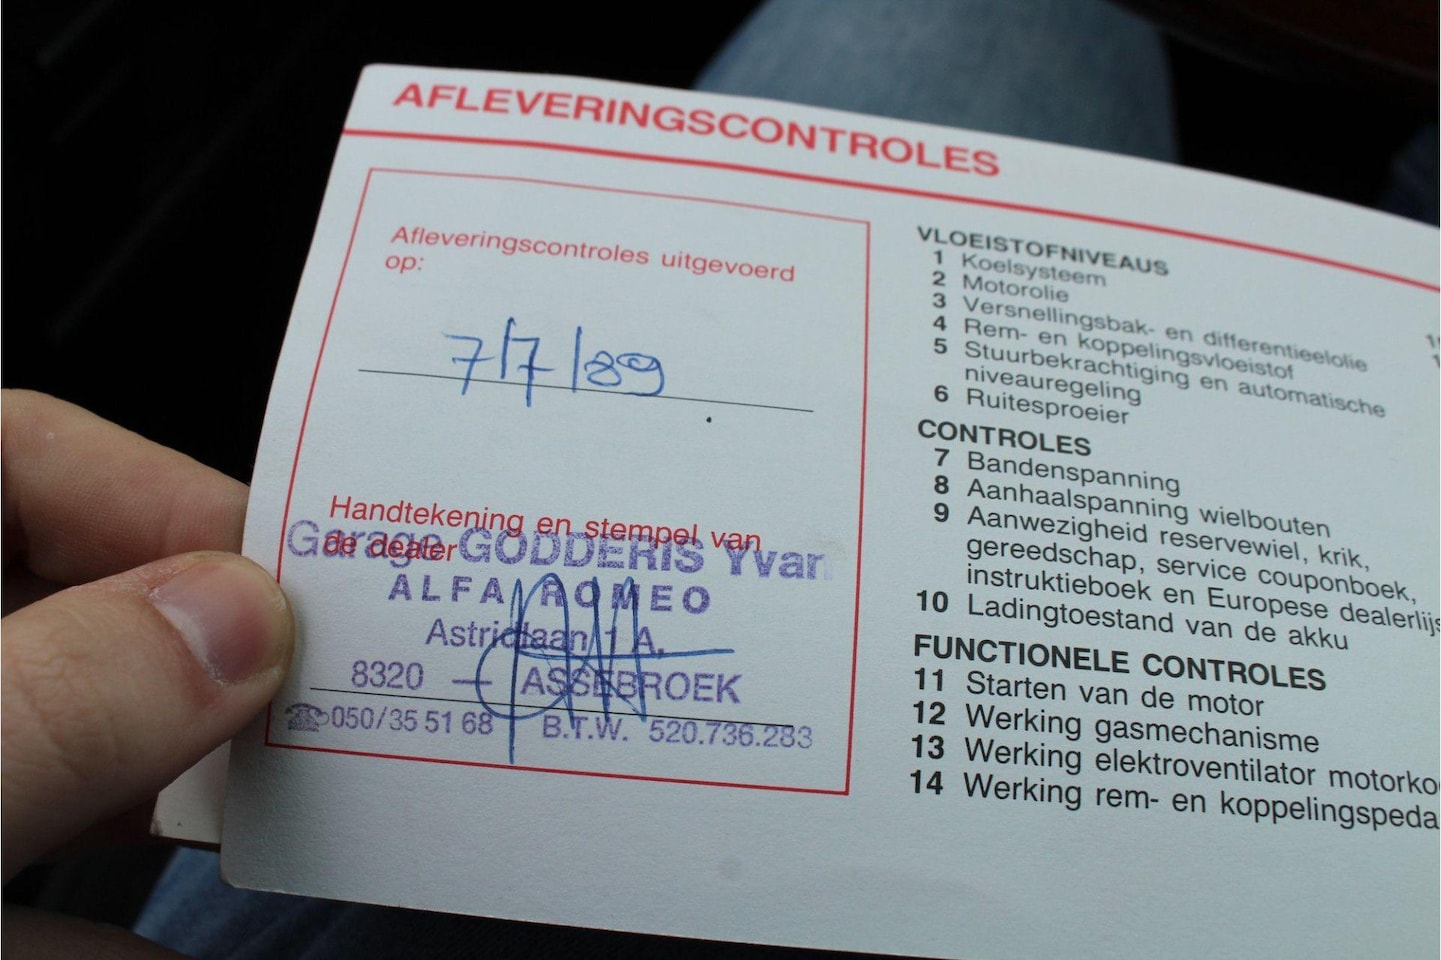 AFLEVERINGSCONTROLES
Afleveringscontroles uitgevoerd
op:
7/7/89
Handtekening en stempel van
de dealer
Garage GODDERIS Yvan
ALFA ROMEO
Astridlaan 1 A.
8320 — ASSEBROEK
☎050/35 51 68 B.T.W. 520.736.283
VLOEISTOFNIVEAUS
1 Koelsysteem
2 Motorolie
3 Versnellingsbak- en differentieelolie
4 Rem- en koppelingsvloeistof
5 Stuurbekrachtiging en automatische
niveauregeling
6 Ruitesproeier
CONTROLES
7 Bandenspanning
8 Aanhaalspanning wielbouten
9 Aanwezigheid reservewiel, krik,
gereedschap, service couponboek,
instruktieboek en Europese dealerlijs
10 Ladingtoestand van de akku
FUNCTIONELE CONTROLES
11 Starten van de motor
12 Werking gasmechanisme
13 Werking elektroventilator motorko
14 Werking rem- en koppelingspeda